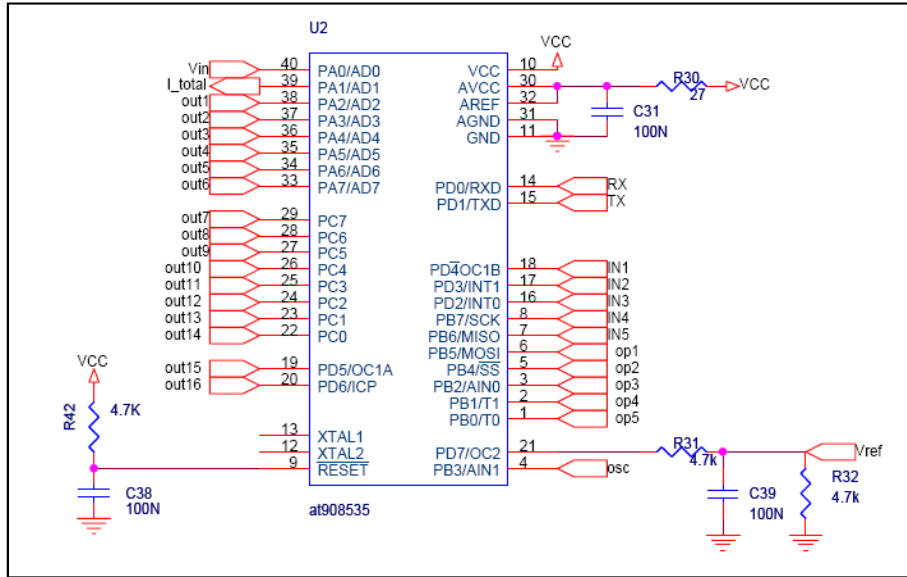 U2
Vin 40 PA0/AD0
I_total 39 PA1/AD1
out1 38 PA2/AD2
out2 37 PA3/AD3
out3 36 PA4/AD4
out4 35 PA5/AD5
out5 34 PA6/AD6
out6 33 PA7/AD7
out7 29 PC7
out8 28 PC6
out9 27 PC5
out10 26 PC4
out11 25 PC3
out12 24 PC2
out13 23 PC1
out14 22 PC0
out15 19 PD5/OC1A
out16 20 PD6/ICP
13 XTAL1
12 XTAL2
9 RESET
VCC
R42 4.7K
C38
100N
at908535
VCC
VCC 10
AVCC 30
AREF 32
AGND 31
GND 11
R30
27
VCC
C31
100N
PD0/RXD 14 RX
PD1/TXD 15 TX
PD4OC1B 18 IN1
PD3/INT1 17 IN2
PD2/INT0 16 IN3
PB7/SCK 8 IN4
PB6/MISO 7 IN5
PB5/MOSI 6 op1
PB4/SS 5 op2
PB2/AIN0 3 op3
PB1/T1 2 op4
PB0/T0 1 op5
PD7/OC2 21
PB3/AIN1 4 osc
R31
4.7k
Vref
C39
100N
R32
4.7k